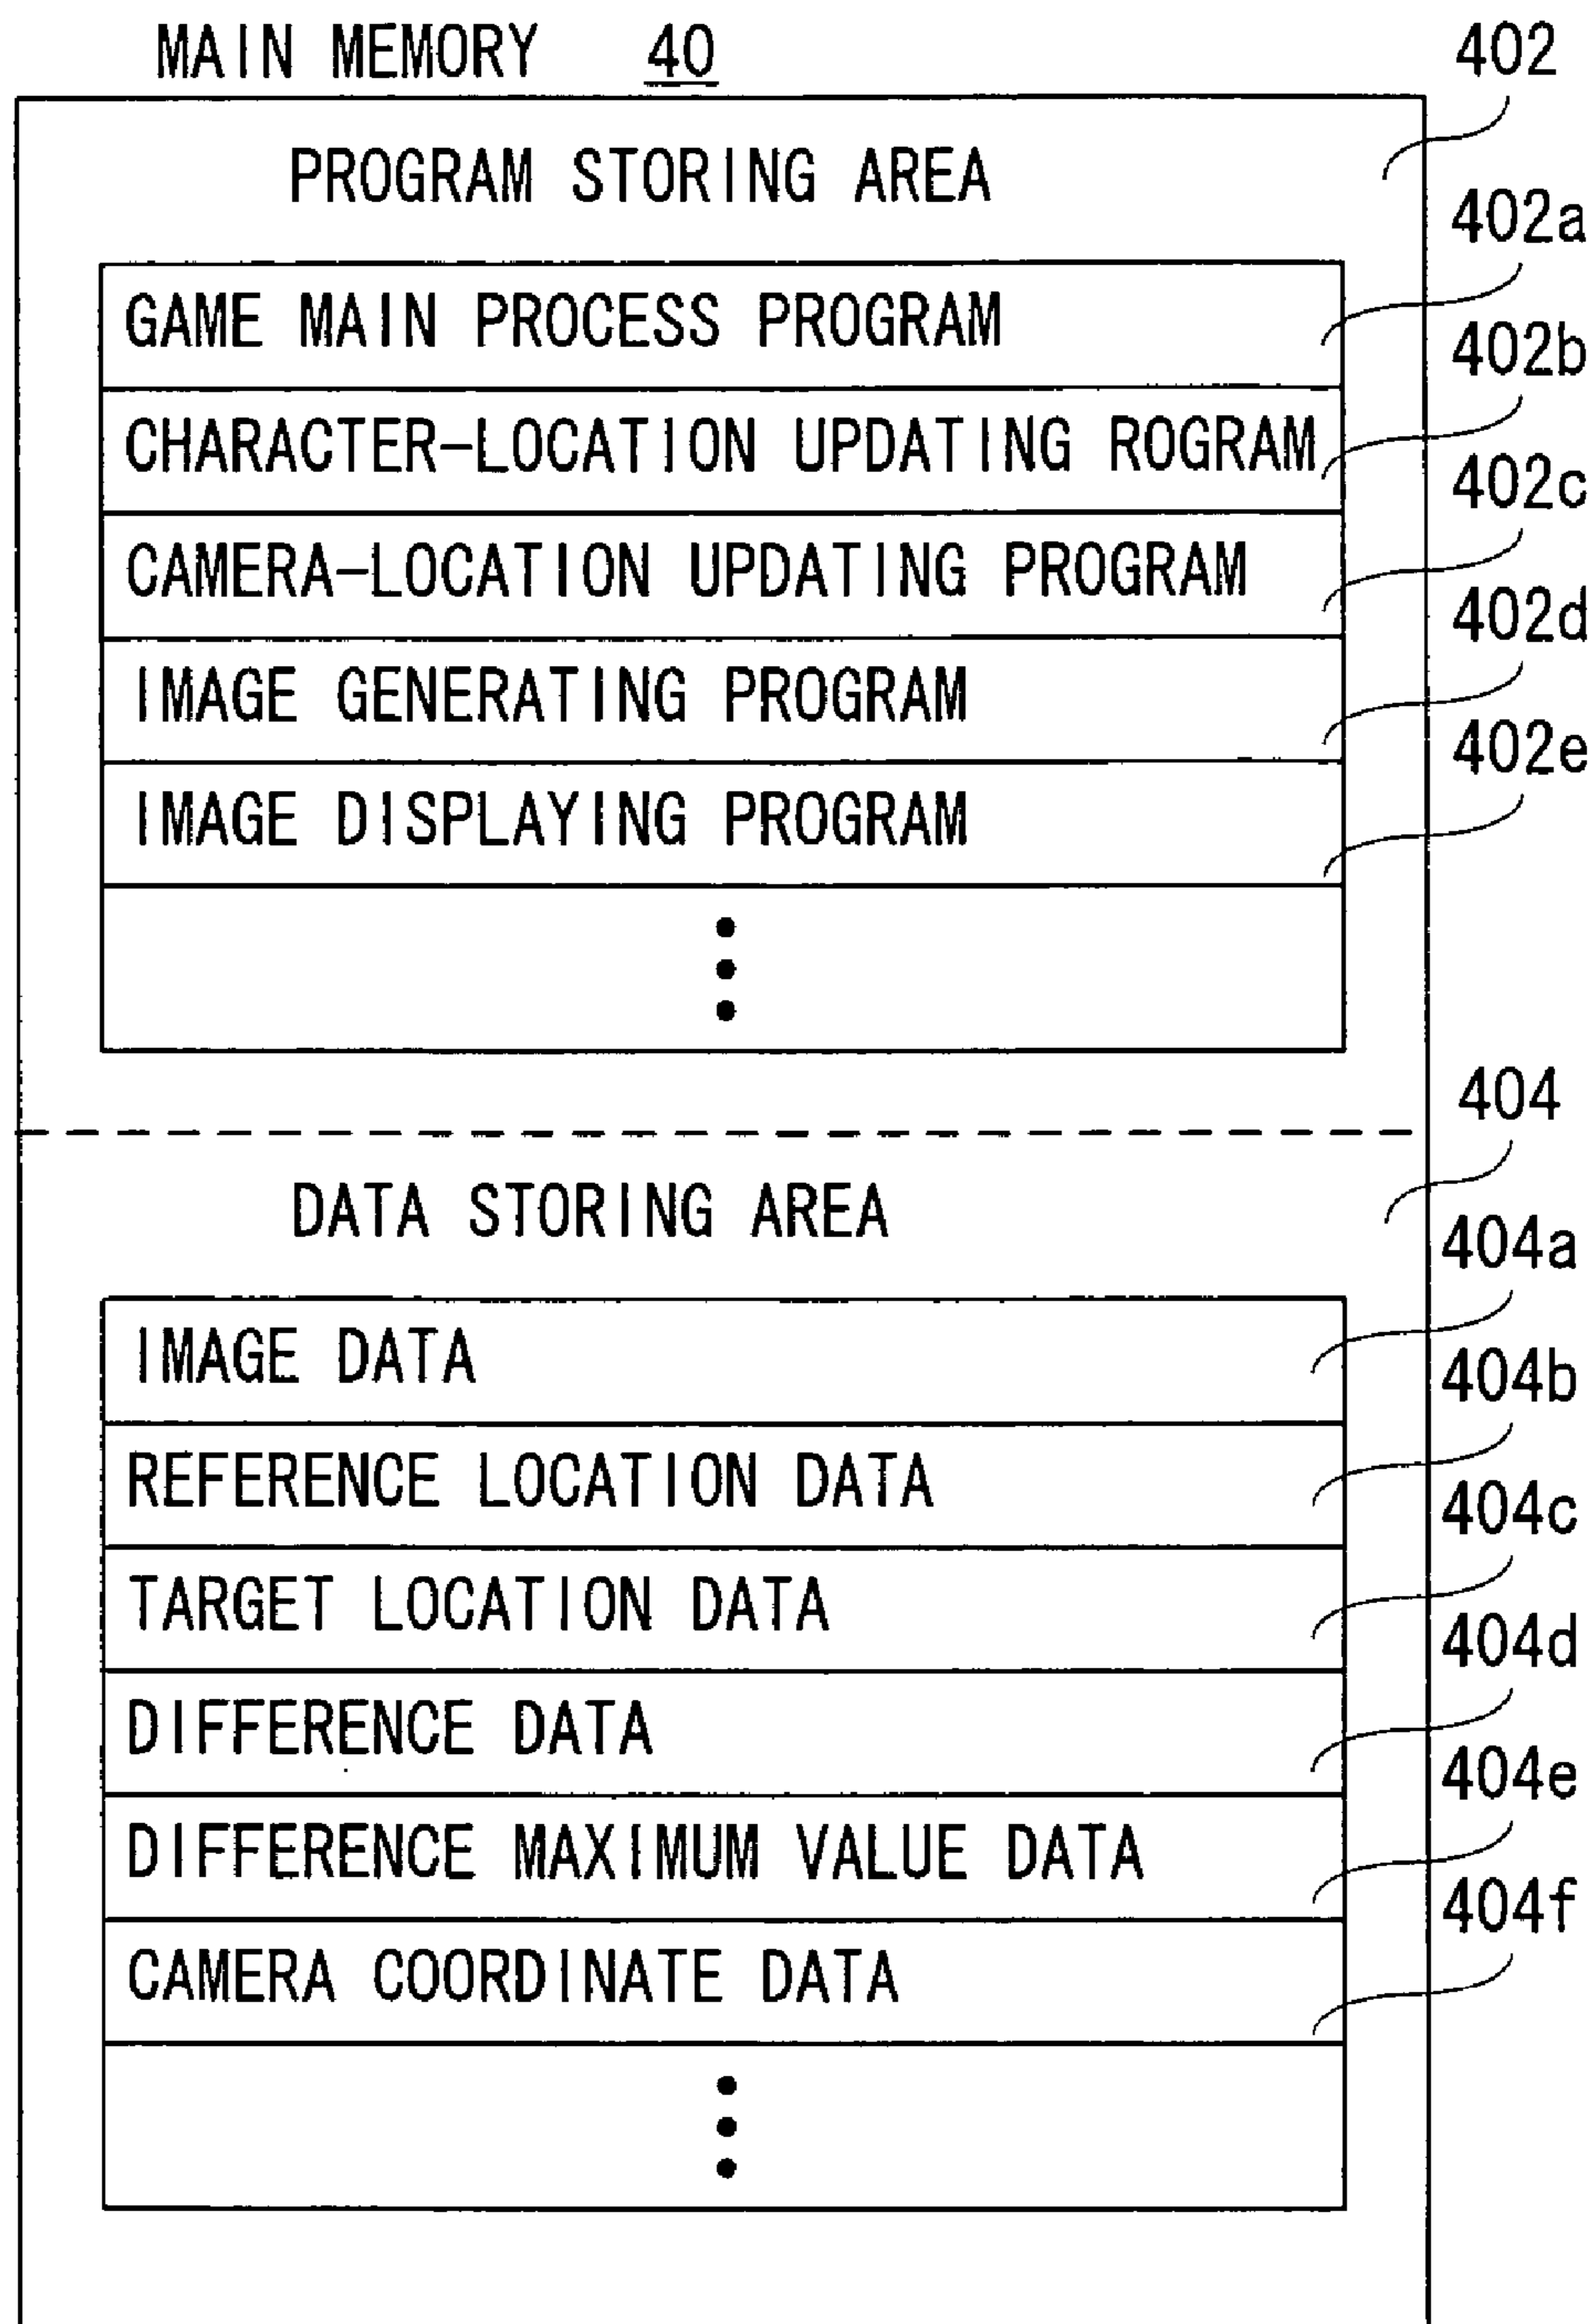 MAIN MEMORY 40
402
PROGRAM STORING AREA
402a
GAME MAIN PROCESS PROGRAM
402b
CHARACTER-LOCATION UPDATING ROGRAM
402c
CAMERA-LOCATION UPDATING PROGRAM
402d
IMAGE GENERATING PROGRAM
402e
IMAGE DISPLAYING PROGRAM
404
DATA STORING AREA
404a
IMAGE DATA
404b
REFERENCE LOCATION DATA
404c
TARGET LOCATION DATA
404d
DIFFERENCE DATA
404e
DIFFERENCE MAXIMUM VALUE DATA
404f
CAMERA COORDINATE DATA